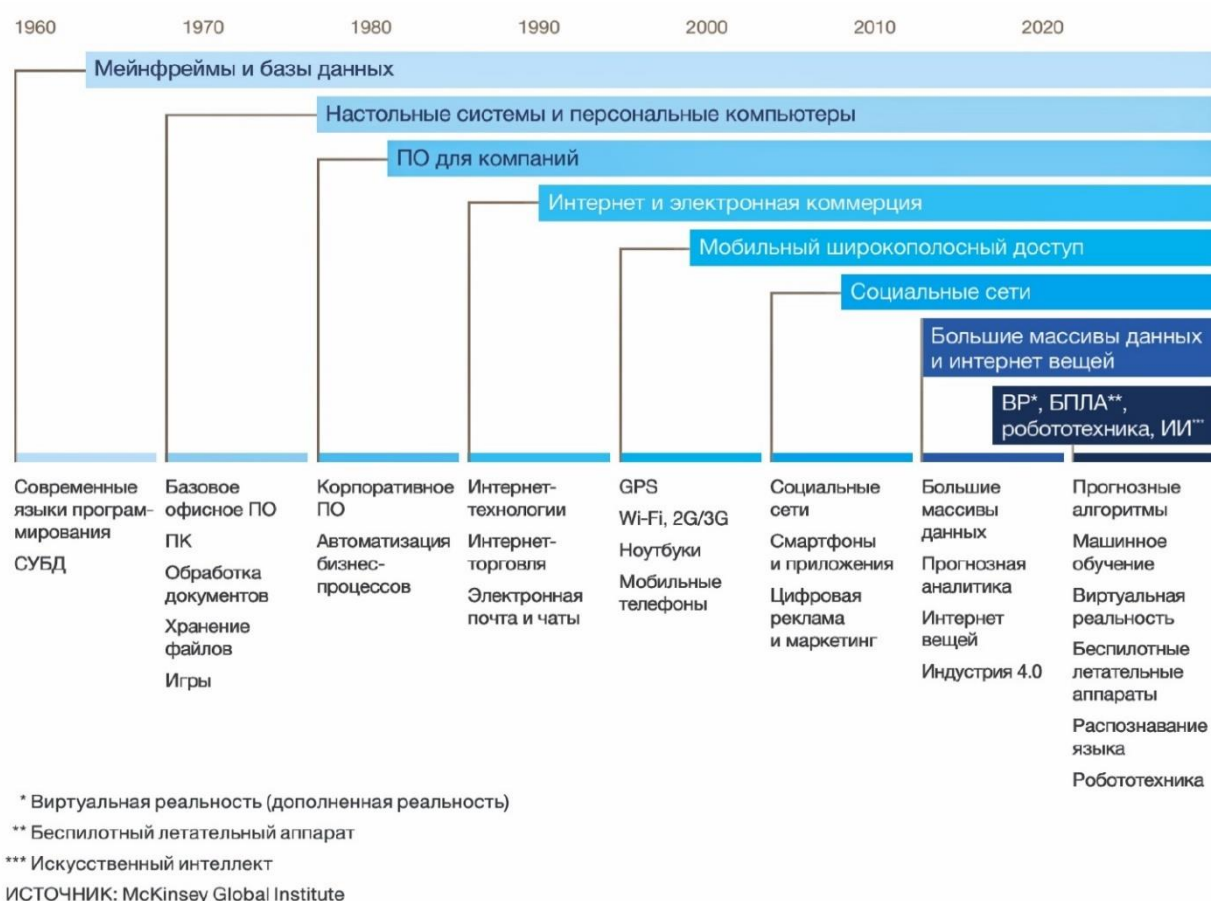 1960 1970 1980 1990 2000 2010 2020
Мейнфреймы и базы данных
Настольные системы и персональные компьютеры
ПО для компаний
Интернет и электронная коммерция
Мобильный широкополосный доступ
Социальные сети
Большие массивы данных
и интернет вещей
ВР*, БПЛА**,
робототехника, ИИ***
Современные
языки програм-
мирования
СУБД
Базовое
офисное ПО
ПК
Обработка
документов
Хранение
файлов
Игры
Корпоративное
ПО
Автоматизация
бизнес-
процессов
Интернет-
технологии
Интернет-
торговля
Электронная
почта и чаты
GPS
Wi-Fi, 2G/3G
Ноутбуки
Мобильные
телефоны
Социальные
сети
Смартфоны
и приложения
Цифровая
реклама
и маркетинг
Большие
массивы
данных
Прогнозная
аналитика
Интернет
вещей
Индустрия 4.0
Прогнозные
алгоритмы
Машинное
обучение
Виртуальная
реальность
Беспилотные
летательные
аппараты
Распознавание
языка
Робототехника
* Виртуальная реальность (дополненная реальность)
** Беспилотный летательный аппарат
*** Искусственный интеллект
ИСТОЧНИК: McKinsey Global Institute